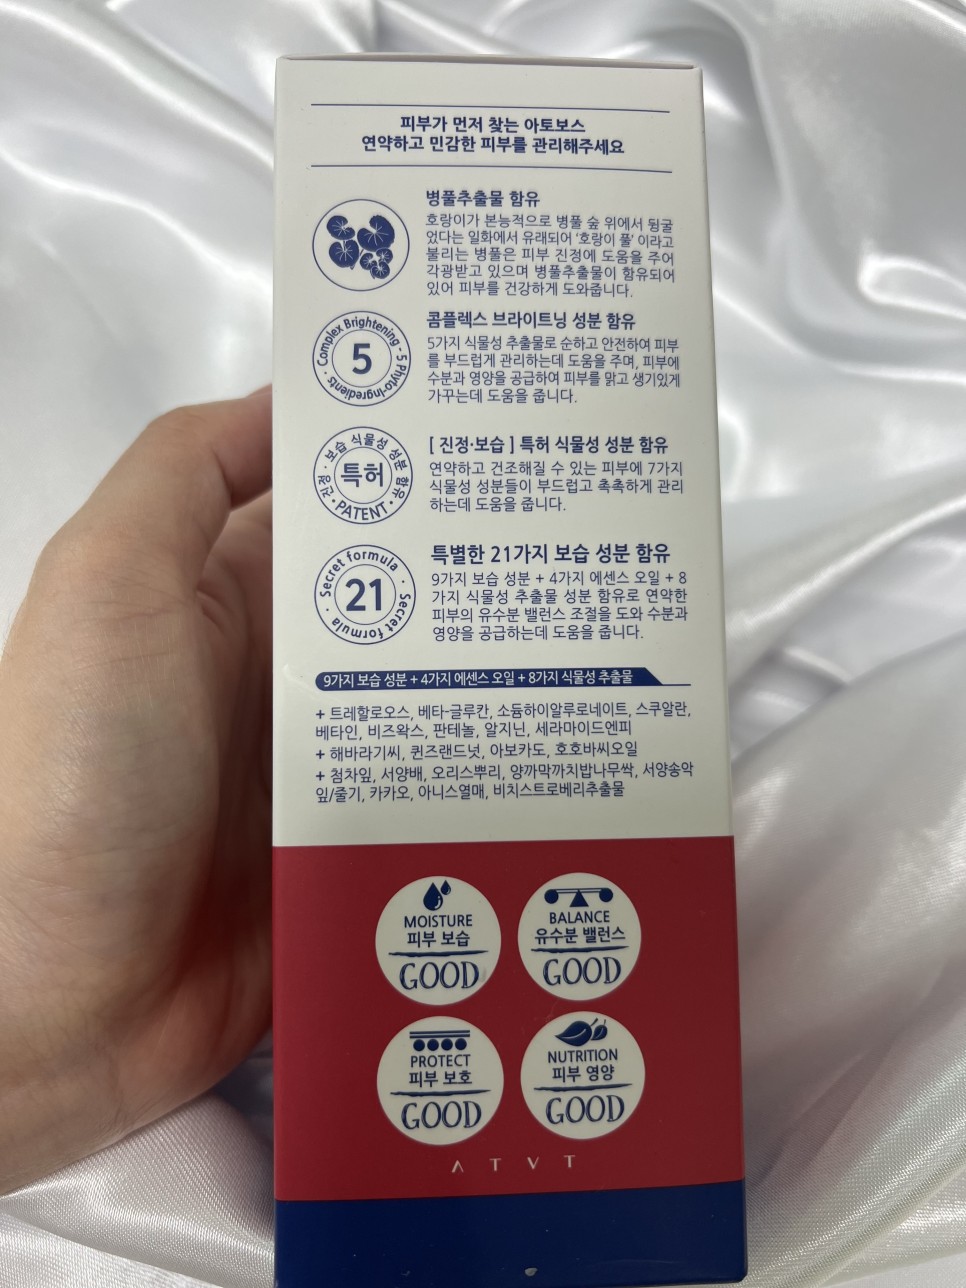 피부가 먼저 찾는 아토보스
연약하고 민감한 피부를 관리해주세요
병풀추출물 함유
호랑이가 본능적으로 병풀 숲 위에서 뒹굴
었다는 일화에서 유래되어 '호랑이 풀' 이라고
불리는 병풀은 피부 진정에 도움을 주어
각광받고 있으며 병풀추출물이 함유되어
있어 피부를 건강하게 도와줍니다.
Complex Brightening - 5 Phyto-ingredients
5
콤플렉스 브라이트닝 성분 함유
5가지 식물성 추출물로 순하고 안전하여 피부
를 부드럽게 관리하는데 도움을 주며, 피부에
수분과 영양을 공급하여 피부를 맑고 생기있게
가꾸는데 도움을 줍니다.
진정·보습 식물성 성분 함유
특허
PATENT
[ 진정·보습 ] 특허 식물성 성분 함유
연약하고 건조해질 수 있는 피부에 7가지
식물성 성분들이 부드럽고 촉촉하게 관리
하는데 도움을 줍니다.
Secret formula · Secret formula
21
특별한 21가지 보습 성분 함유
9가지 보습 성분 + 4가지 에센스 오일 + 8
가지 식물성 추출물 성분 함유로 연약한
피부의 유수분 밸런스 조절을 도와 수분과
영양을 공급하는데 도움을 줍니다.
9가지 보습 성분 + 4가지 에센스 오일 + 8가지 식물성 추출물
+ 트레할로오스, 베타-글루칸, 소듐하이알루로네이트, 스쿠알란,
베타인, 비즈왁스, 판테놀, 알지닌, 세라마이드엔피
+ 해바라기씨, 퀸즈랜드넛, 아보카도, 호호바씨오일
+ 첨차잎, 서양배, 오리스뿌리, 양까막까치밥나무싹, 서양송악
잎/줄기, 카카오, 아니스열매, 비치스트로베리추출물
MOISTURE
피부 보습
GOOD
BALANCE
유수분 밸런스
GOOD
PROTECT
피부 보호
GOOD
NUTRITION
피부 영양
GOOD
ΛTVT